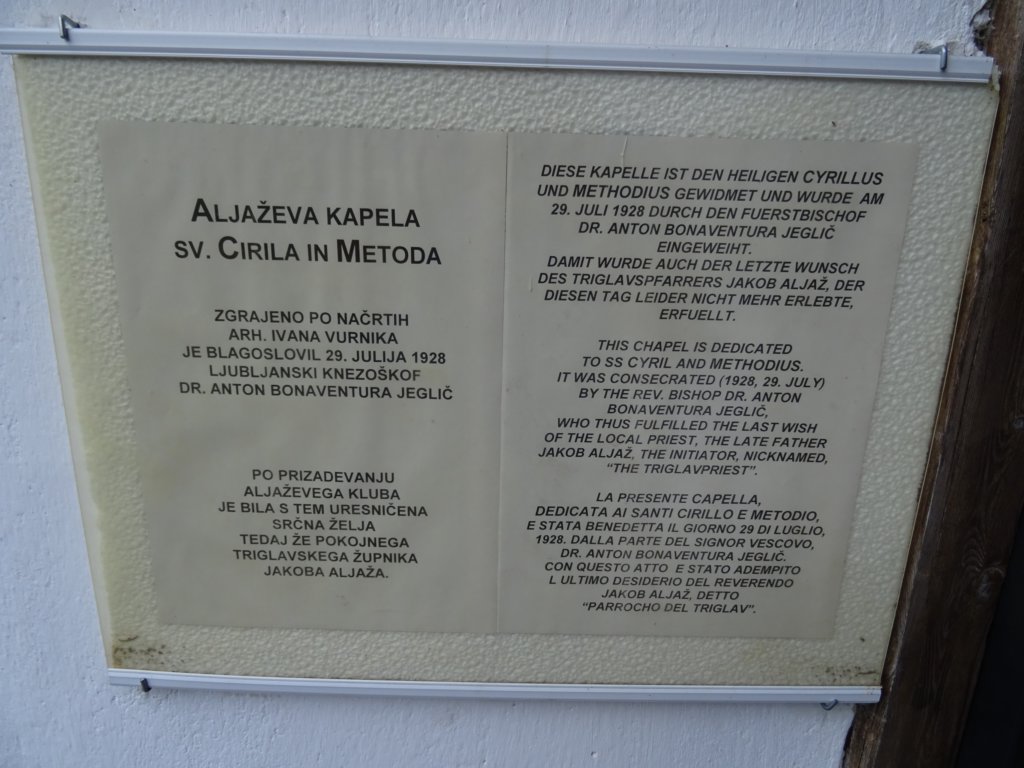 ALJAŽEVA KAPELA
SV. CIRILA IN METODA
ZGRAJENO PO NAČRTIH
ARH. IVANA VURNIKA
JE BLAGOSLOVIL 29. JULIJA 1928
LJUBLJANSKI KNEZOŠKOF
DR. ANTON BONAVENTURA JEGLIČ
PO PRIZADEVANJU
ALJAŽEVEGA KLUBA
JE BILA S TEM URESNIČENA
SRČNA ŽELJA
TEDAJ ŽE POKOJNEGA
TRIGLAVSKEGA ŽUPNIKA
JAKOBA ALJAŽA.
DIESE KAPELLE IST DEN HEILIGEN CYRILLUS
UND METHODIUS GEWIDMET UND WURDE AM
29. JULI 1928 DURCH DEN FUERSTBISCHOF
DR. ANTON BONAVENTURA JEGLIČ
EINGEWEIHT.
DAMIT WURDE AUCH DER LETZTE WUNSCH
DES TRIGLAVSPFARRERS JAKOB ALJAŽ, DER
DIESEN TAG LEIDER NICHT MEHR ERLEBTE,
ERFUELLT.
THIS CHAPEL IS DEDICATED
TO SS CYRIL AND METHODIUS.
IT WAS CONSECRATED (1928, 29. JULY)
BY THE REV. BISHOP DR. ANTON
BONAVENTURA JEGLIČ,
WHO THUS FULFILLED THE LAST WISH
OF THE LOCAL PRIEST, THE LATE FATHER
JAKOB ALJAŽ, THE INITIATOR, NICKNAMED,
"THE TRIGLAVPRIEST".
LA PRESENTE CAPELLA,
DEDICATA AI SANTI CIRILLO E METODIO,
E STATA BENEDETTA IL GIORNO 29 DI LUGLIO,
1928. DALLA PARTE DEL SIGNOR VESCOVO,
DR. ANTON BONAVENTURA JEGLIČ.
CON QUESTO ATTO E STATO ADEMPITO
L ULTIMO DESIDERIO DEL REVERENDO
JAKOB ALJAŽ, DETTO
"PARROCHO DEL TRIGLAV".